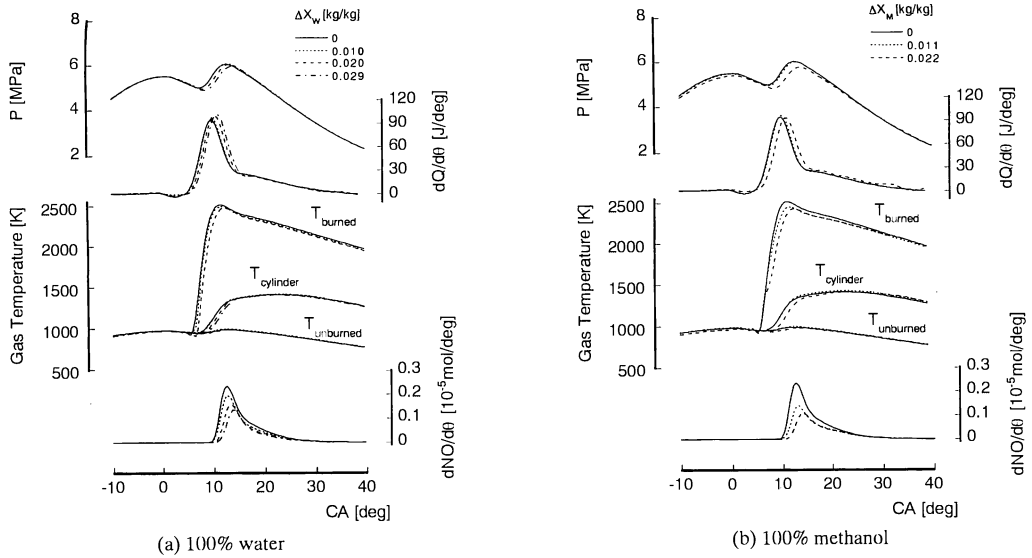 ΔX_W [kg/kg]
0
0.010
0.020
0.029
8
6
4
2
P [MPa]
120
90
60
30
0
dQ/dθ [J/deg]
2500
2000
1500
1000
500
Gas Temperature [K]
T_burned
T_cylinder
T_unburned
0.3
0.2
0.1
0
dNO/dθ [10^-5 mol/deg]
-10 0 10 20 30 40
CA [deg]
(a) 100% water
ΔX_M [kg/kg]
0
0.011
0.022
8
6
4
2
P [MPa]
120
90
60
30
0
dQ/dθ [J/deg]
2500
2000
1500
1000
500
Gas Temperature [K]
T_burned
T_cylinder
T_unburned
0.3
0.2
0.1
0
dNO/dθ [10^-5 mol/deg]
-10 0 10 20 30 40
CA [deg]
(b) 100% methanol